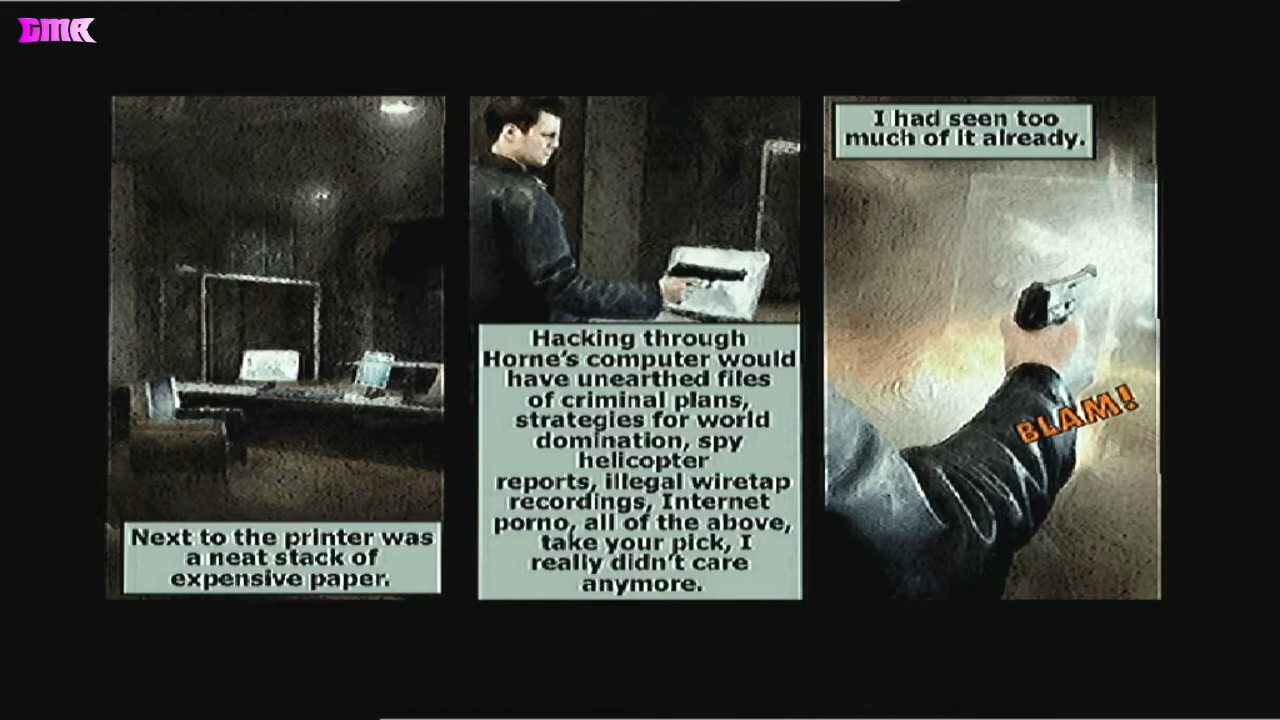 GMR
Next to the printer was
a neat stack of
expensive paper.
Hacking through
Horne's computer would
have unearthed files
of criminal plans,
strategies for world
domination, spy
helicopter
reports, illegal wiretap
recordings, Internet
porno, all of the above,
take your pick, I
really didn't care
anymore.
I had seen too
much of it already.
BLAM!